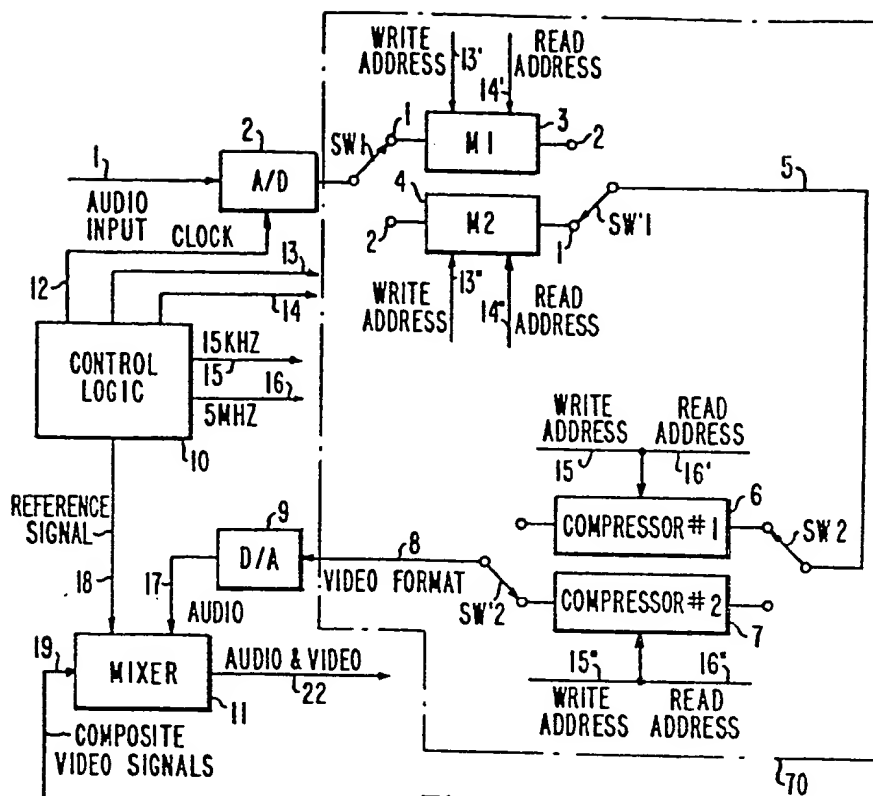 WRITE
ADDRESS
13'
READ
ADDRESS
14'
2
1
A/D
AUDIO
INPUT
CLOCK
SW1
1
M1
3
2
4
M2
2
1
SW'1
5
WRITE
ADDRESS
13"
14"
READ
ADDRESS
12
13
14
CONTROL
LOGIC
15KHZ
15
16
5MHZ
10
WRITE
ADDRESS
15
READ
ADDRESS
16'
COMPRESSOR #1
6
SW2
REFERENCE
SIGNAL
18
9
D/A
17
AUDIO
8
VIDEO FORMAT
SW'2
COMPRESSOR #2
7
15"
WRITE
ADDRESS
16"
READ
ADDRESS
19
MIXER
11
AUDIO & VIDEO
22
COMPOSITE
VIDEO SIGNALS
70